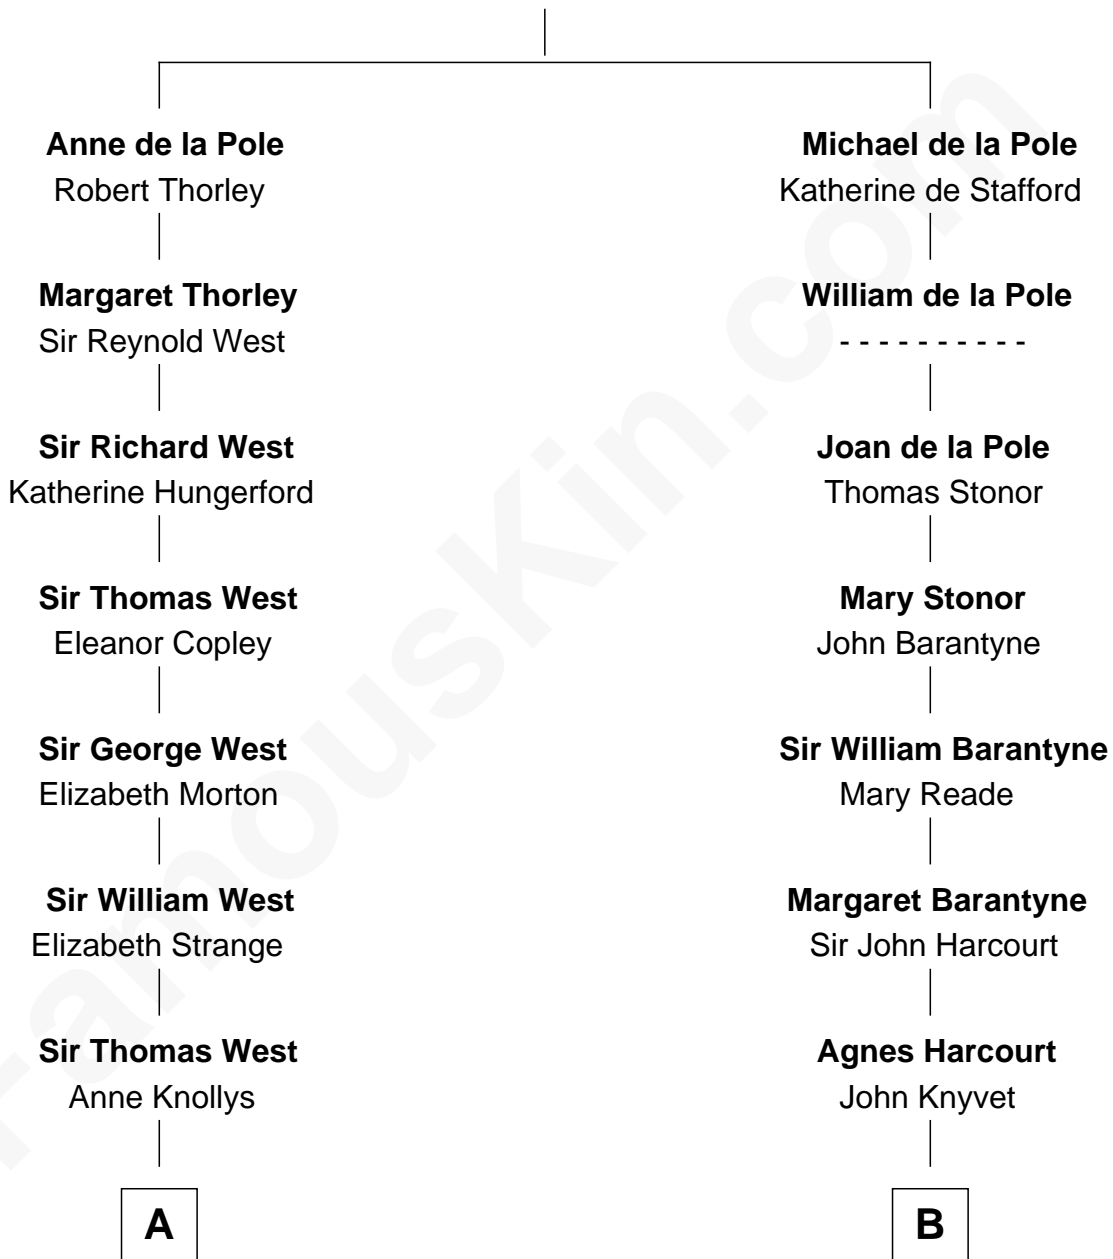 Anne de la Pole
Robert Thorley
Michael de la Pole
Katherine de Stafford
Margaret Thorley
Sir Reynold West
William de la Pole
- - - - - - - - - -
Sir Richard West
Katherine Hungerford
Joan de la Pole
Thomas Stonor
Sir Thomas West
Eleanor Copley
Mary Stonor
John Barantyne
Sir George West
Elizabeth Morton
Sir William Barantyne
Mary Reade
Sir William West
Elizabeth Strange
Margaret Barantyne
Sir John Harcourt
Sir Thomas West
Anne Knollys
Agnes Harcourt
John Knyvet
A
B
FamousKin.com